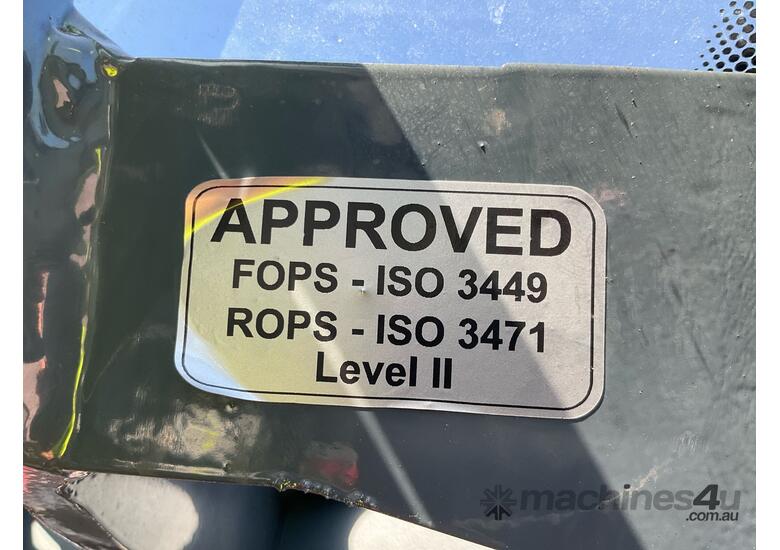 APPROVED
FOPS - ISO 3449
ROPS - ISO 3471
Level II
machines4u
.com.au